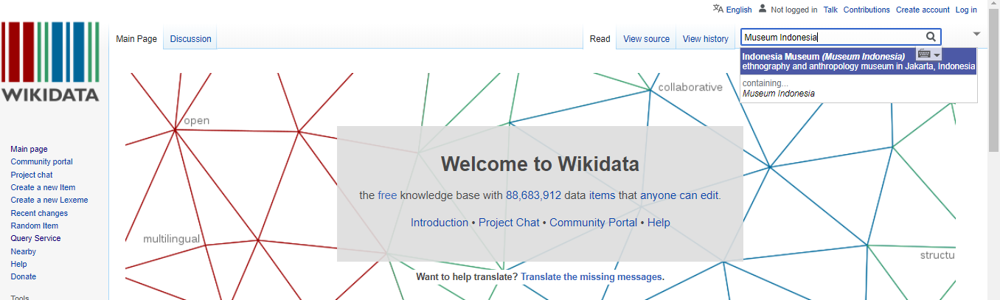 English Not logged in Talk Contributions Create account Log in
Main Page Discussion Read View source View history Museum Indonesia
WIKIDATA
Indonesia Museum (Museum Indonesia)
ethnography and anthropology museum in Jakarta, Indonesia
containing...
Museum Indonesia
collaborative
open
Main page
Community portal
Project chat
Create a new Item
Create a new Lexeme
Recent changes
Random Item
Query Service
Nearby
Help
Donate
Tools
Welcome to Wikidata
the free knowledge base with 88,683,912 data items that anyone can edit.
Introduction • Project Chat • Community Portal • Help
multilingual
structu
Want to help translate? Translate the missing messages.